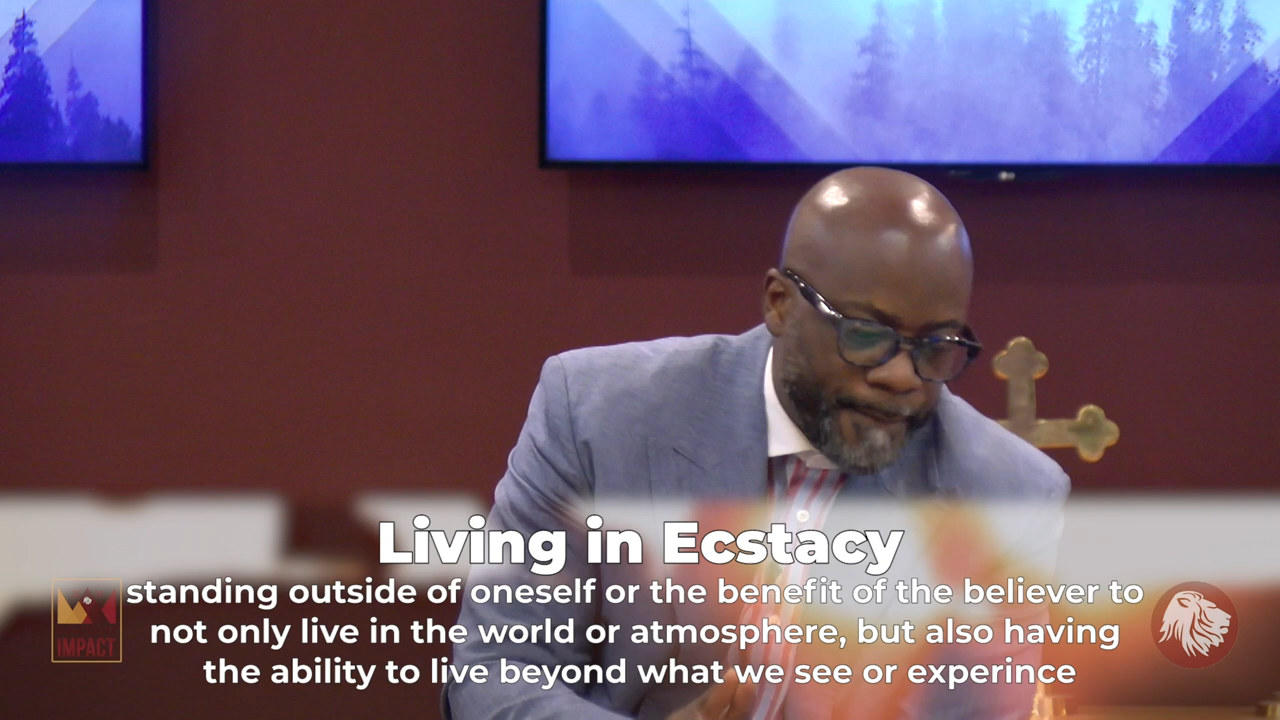 Living in Ecstacy
standing outside of oneself or the benefit of the believer to
not only live in the world or atmosphere, but also having
the ability to live beyond what we see or experince
IMPACT